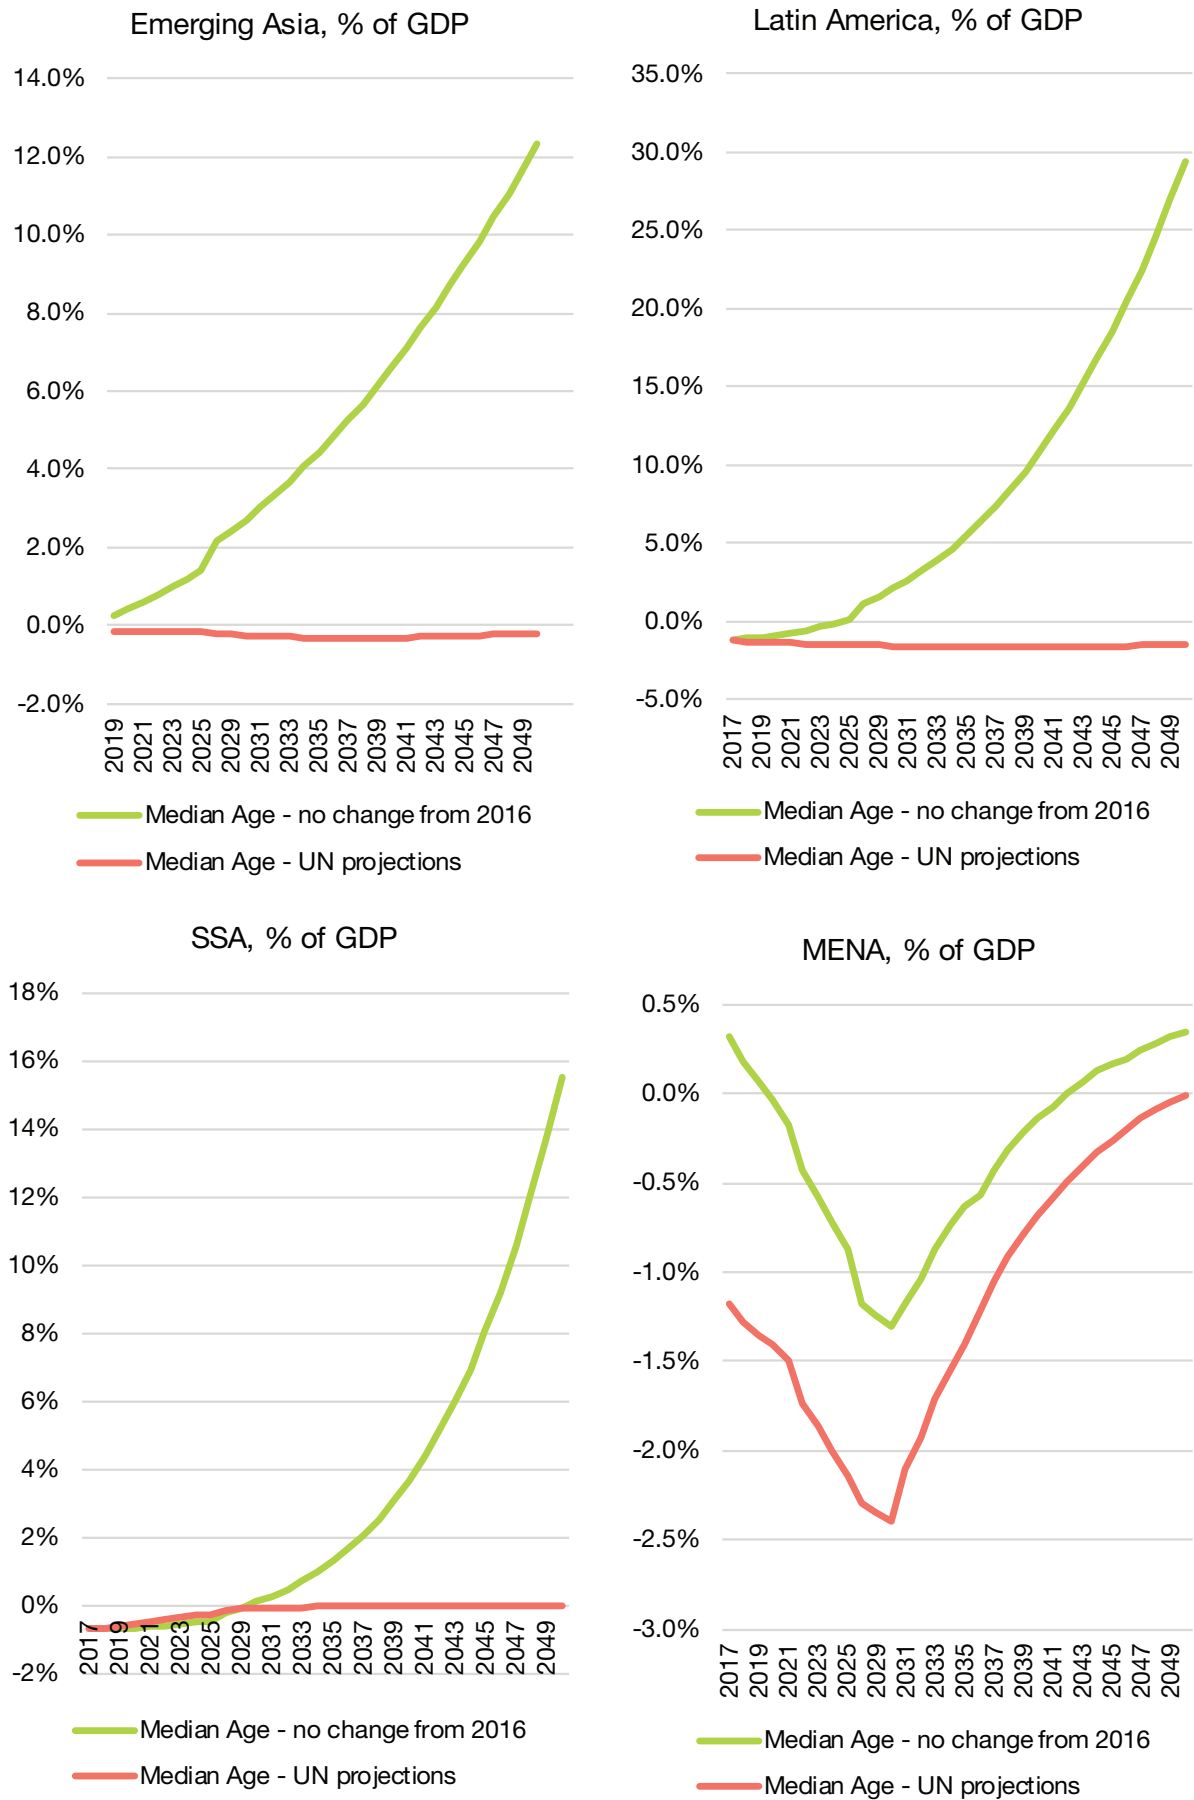 Emerging Asia, % of GDP
14.0%
12.0%
10.0%
8.0%
6.0%
4.0%
2.0%
0.0%
-2.0%
2019 2021 2023 2025 2029 2031 2033 2035 2037 2039 2041 2043 2045 2047 2049
Median Age - no change from 2016
Median Age - UN projections
Latin America, % of GDP
35.0%
30.0%
25.0%
20.0%
15.0%
10.0%
5.0%
0.0%
-5.0%
2017 2019 2021 2023 2025 2029 2031 2033 2035 2037 2039 2041 2043 2045 2047 2049
Median Age - no change from 2016
Median Age - UN projections
SSA, % of GDP
18%
16%
14%
12%
10%
8%
6%
4%
2%
0%
-2%
2017 2019 2021 2023 2025 2029 2031 2033 2035 2037 2039 2041 2043 2045 2047 2049
Median Age - no change from 2016
Median Age - UN projections
MENA, % of GDP
0.5%
0.0%
-0.5%
-1.0%
-1.5%
-2.0%
-2.5%
-3.0%
2017 2019 2021 2023 2025 2029 2031 2033 2035 2037 2039 2041 2043 2045 2047 2049
Median Age - no change from 2016
Median Age - UN projections